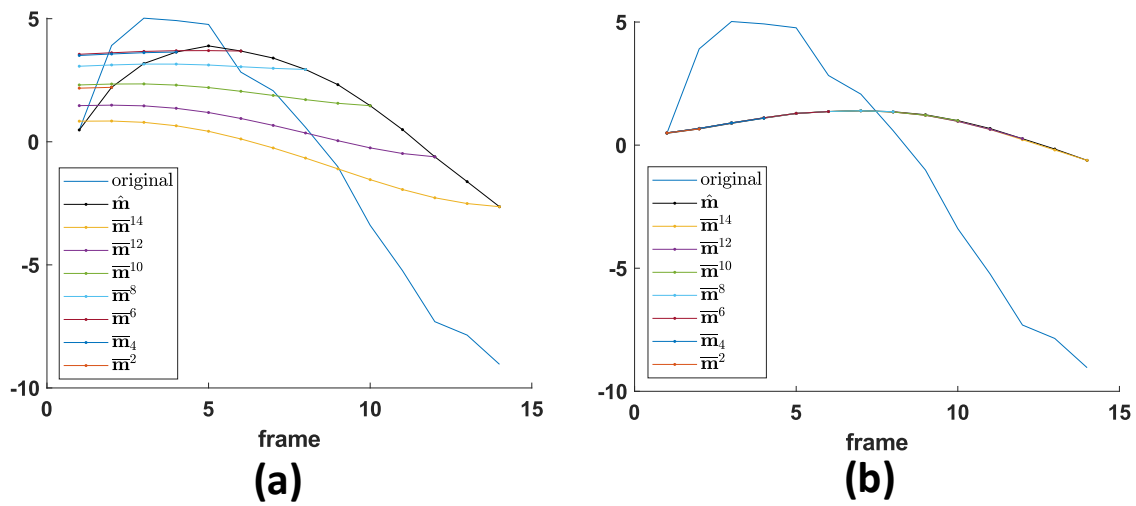 5
0
-5
-10
original
m̂
m̅¹⁴
m̅¹²
m̅¹⁰
m̅⁸
m̅⁶
m̅₄
m̅²
0 5 10 15
frame
(a)
5
0
-5
-10
original
m̂
m̅¹⁴
m̅¹²
m̅¹⁰
m̅⁸
m̅⁶
m̅₄
m̅²
0 5 10 15
frame
(b)